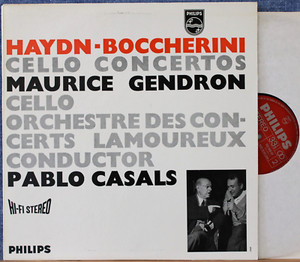 PHILIPS
HAYDN-BOCCHERINI
CELLO CONCERTOS
MAURICE GENDRON
CELLO
ORCHESTRE DES CON-
CERTS LAMOUREUX
CONDUCTOR
PABLO CASALS
HI-FI STEREO
PHILIPS
PHILIPS